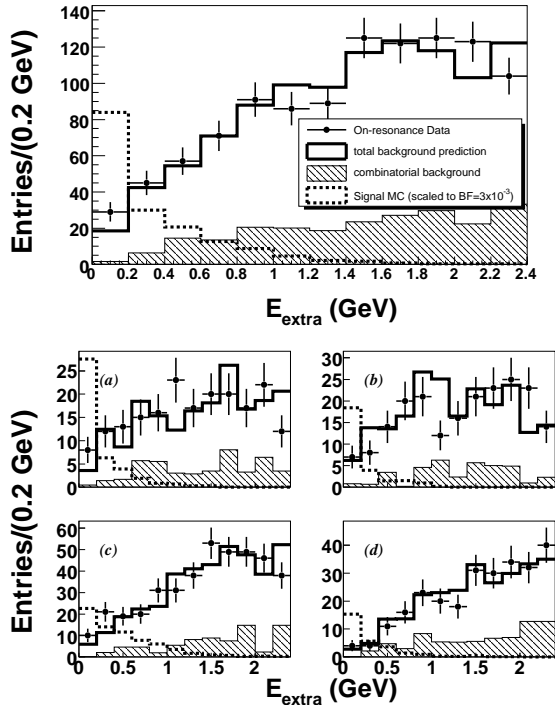 140
120
100
80
60
40
20
0
Entries/(0.2 GeV)
On-resonance Data
total background prediction
combinatorial background
Signal MC (scaled to BF=3x10⁻³)
0 0.2 0.4 0.6 0.8 1 1.2 1.4 1.6 1.8 2 2.2 2.4
E_extra (GeV)
Entries/(0.2 GeV)
(a)
25
20
15
10
5
0
(b)
30
25
20
15
10
5
0
(c)
60
50
40
30
20
10
0
0 0.5 1 1.5 2
(d)
50
40
30
20
10
0
0 0.5 1 1.5 2
E_extra (GeV)